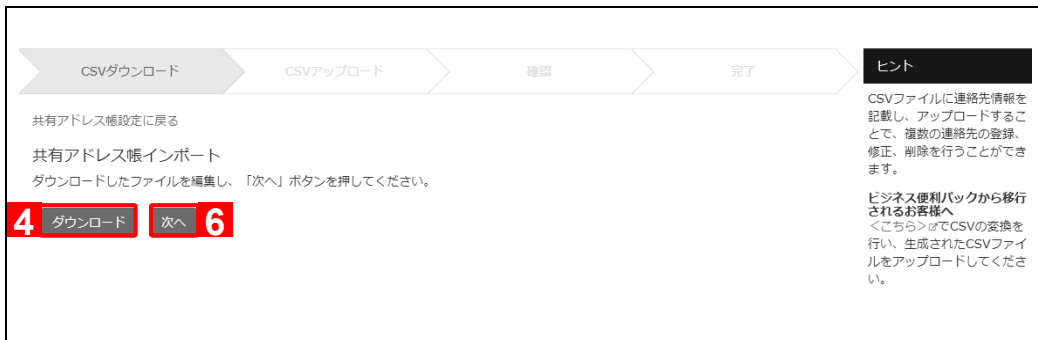 CSVダウンロード
CSVアップロード
確認
完了
共有アドレス帳設定に戻る
共有アドレス帳インポート
ダウンロードしたファイルを編集し、「次へ」ボタンを押してください。
4 ダウンロード 次へ 6
ヒント
CSVファイルに連絡先情報を
記載し、アップロードするこ
とで、複数の連絡先の登録、
修正、削除を行うことができ
ます。
ビジネス便利パックから移行
されるお客様へ
<こちら>でCSVの変換を
行い、生成されたCSVファイ
ルをアップロードしてくださ
い。